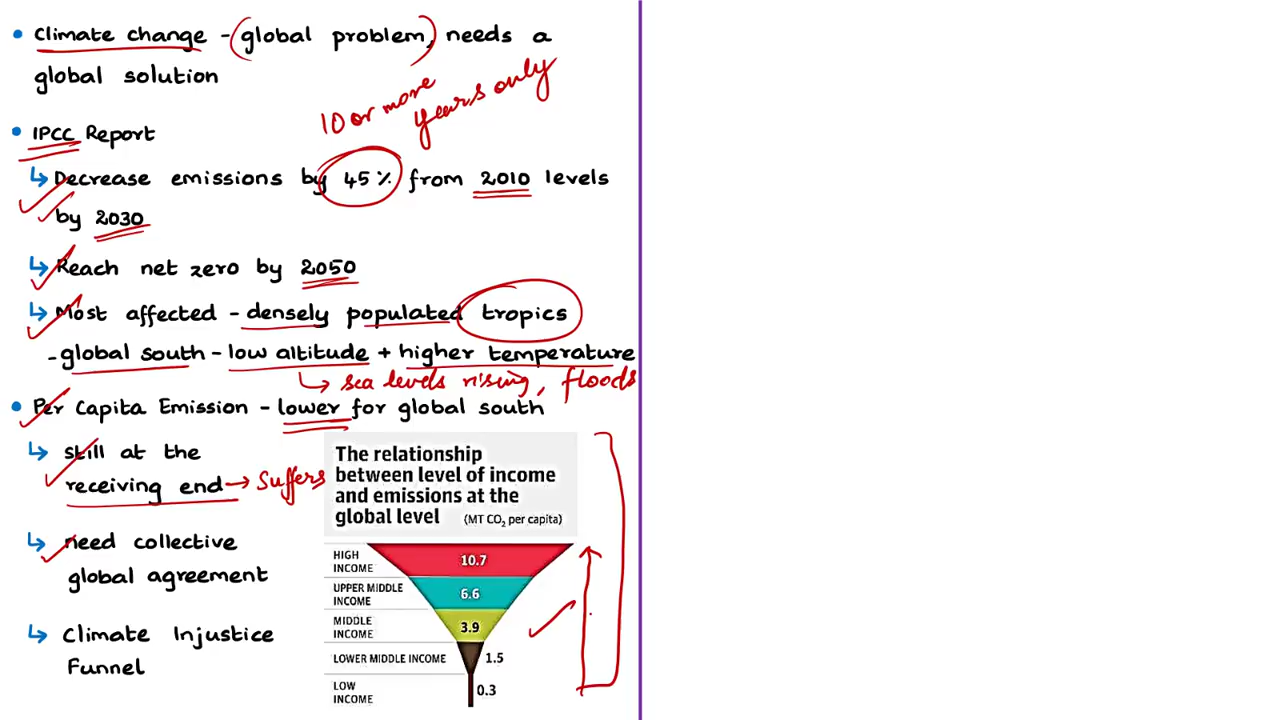 • Climate change - (global problem), needs a
global solution
10 or more
years only
• IPCC Report
↳ Decrease emissions by 45% from 2010 levels
by 2030
↳ Reach net zero by 2050
↳ Most affected - densely populated tropics
- global south - low altitude + higher temperature
↳ sea levels rising, floods
• Per Capita Emission - lower for global south
↳ still at the
receiving end → suffers
↳ need collective
global agreement
↳ Climate Injustice
Funnel
The relationship
between level of income
and emissions at the
global level (MT CO₂ per capita)
HIGH
INCOME 10.7
UPPER MIDDLE
INCOME 6.6
MIDDLE
INCOME 3.9
LOWER MIDDLE INCOME 1.5
LOW
INCOME 0.3